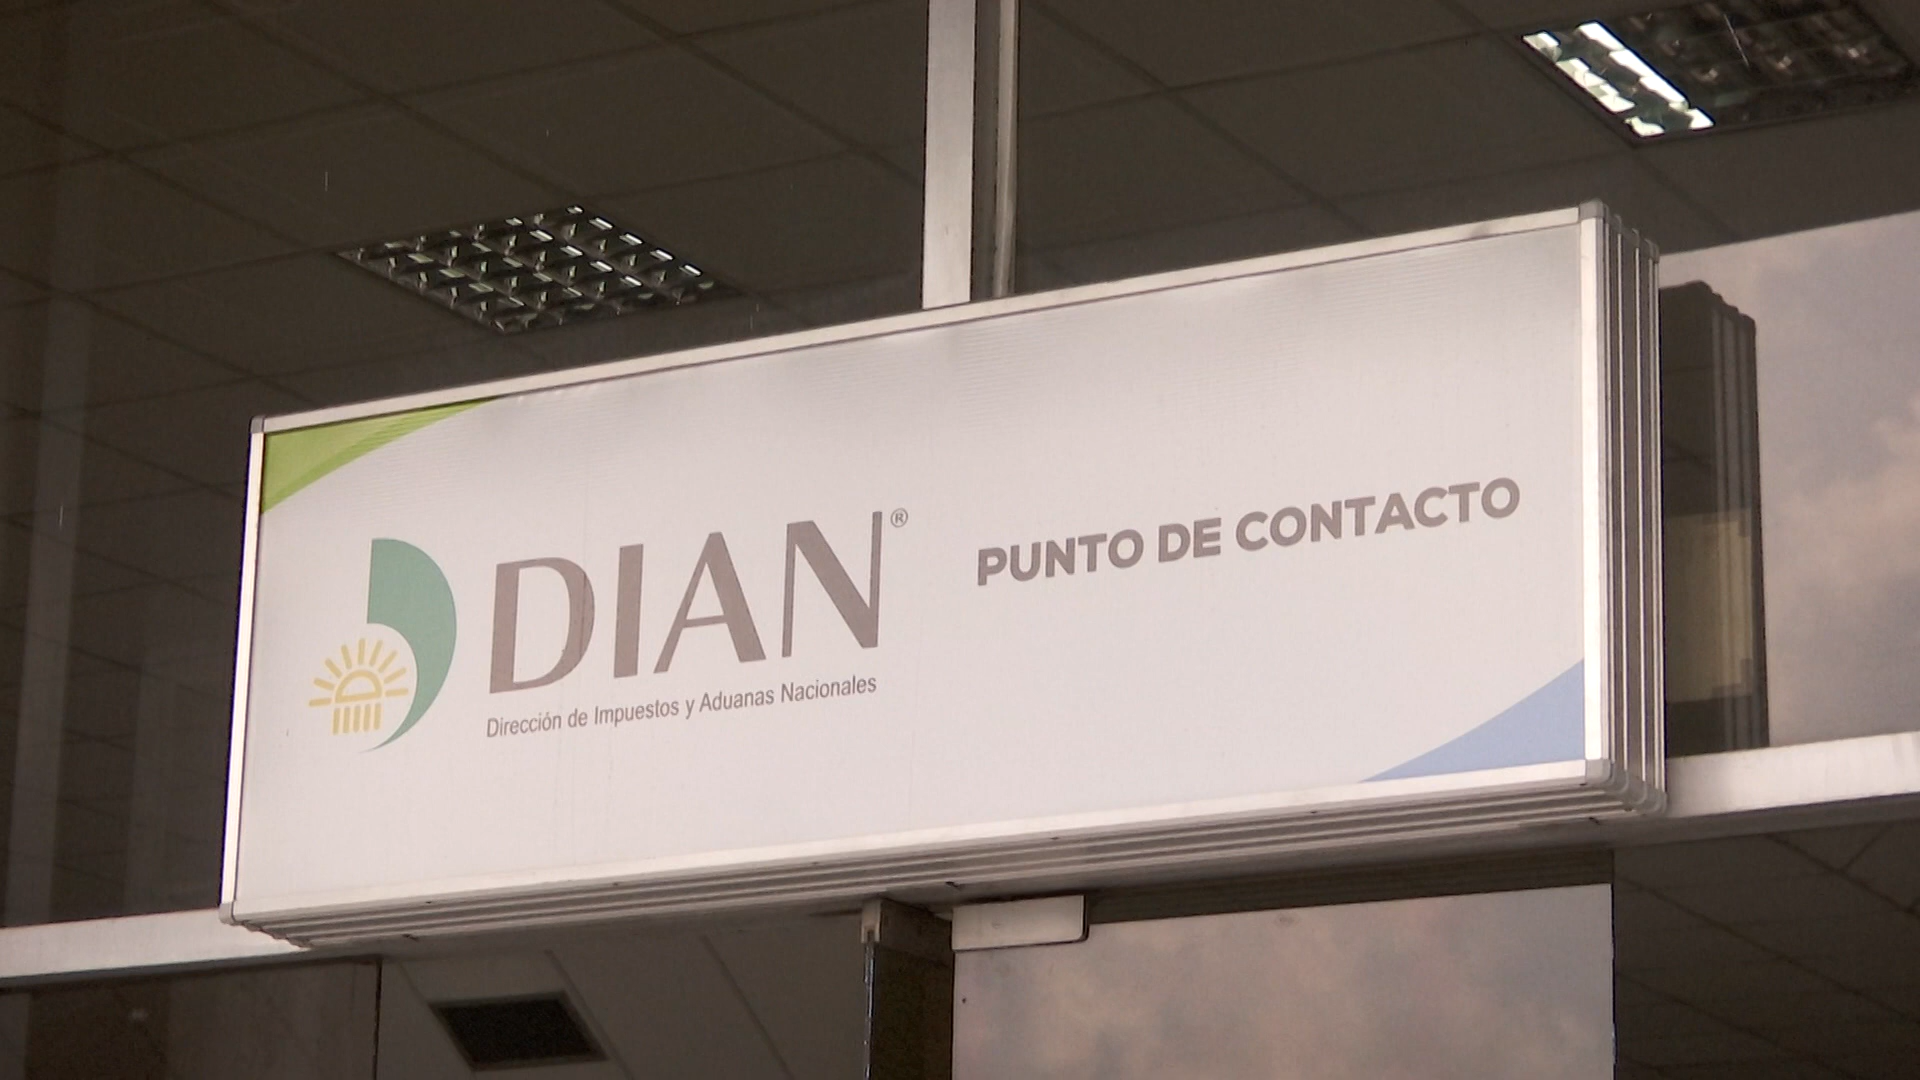 DIAN®
Dirección de Impuestos y Aduanas Nacionales
PUNTO DE CONTACTO